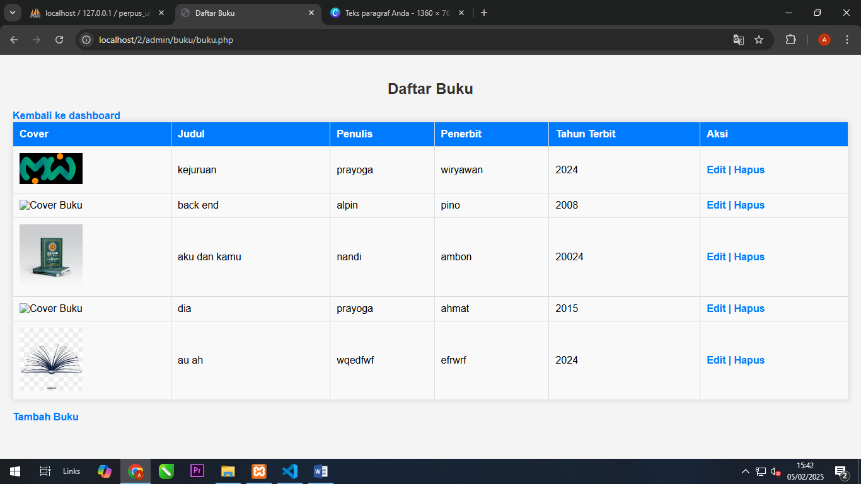 localhost / 127.0.0.1 / perpus_u
Daftar Buku
Teks paragraf Anda - 1360 × 76
localhost/2/admin/buku/buku.php
A
Daftar Buku
Kembali ke dashboard
Cover Judul Penulis Penerbit Tahun Terbit Aksi
kejuruan prayoga wiryawan 2024 Edit | Hapus
Cover Buku back end alpin pino 2008 Edit | Hapus
aku dan kamu nandi ambon 20024 Edit | Hapus
Cover Buku dia prayoga ahmat 2015 Edit | Hapus
au ah wqedfwf efrwrf 2024 Edit | Hapus
Tambah Buku
Links
Pr
15:42
05/02/2025
2